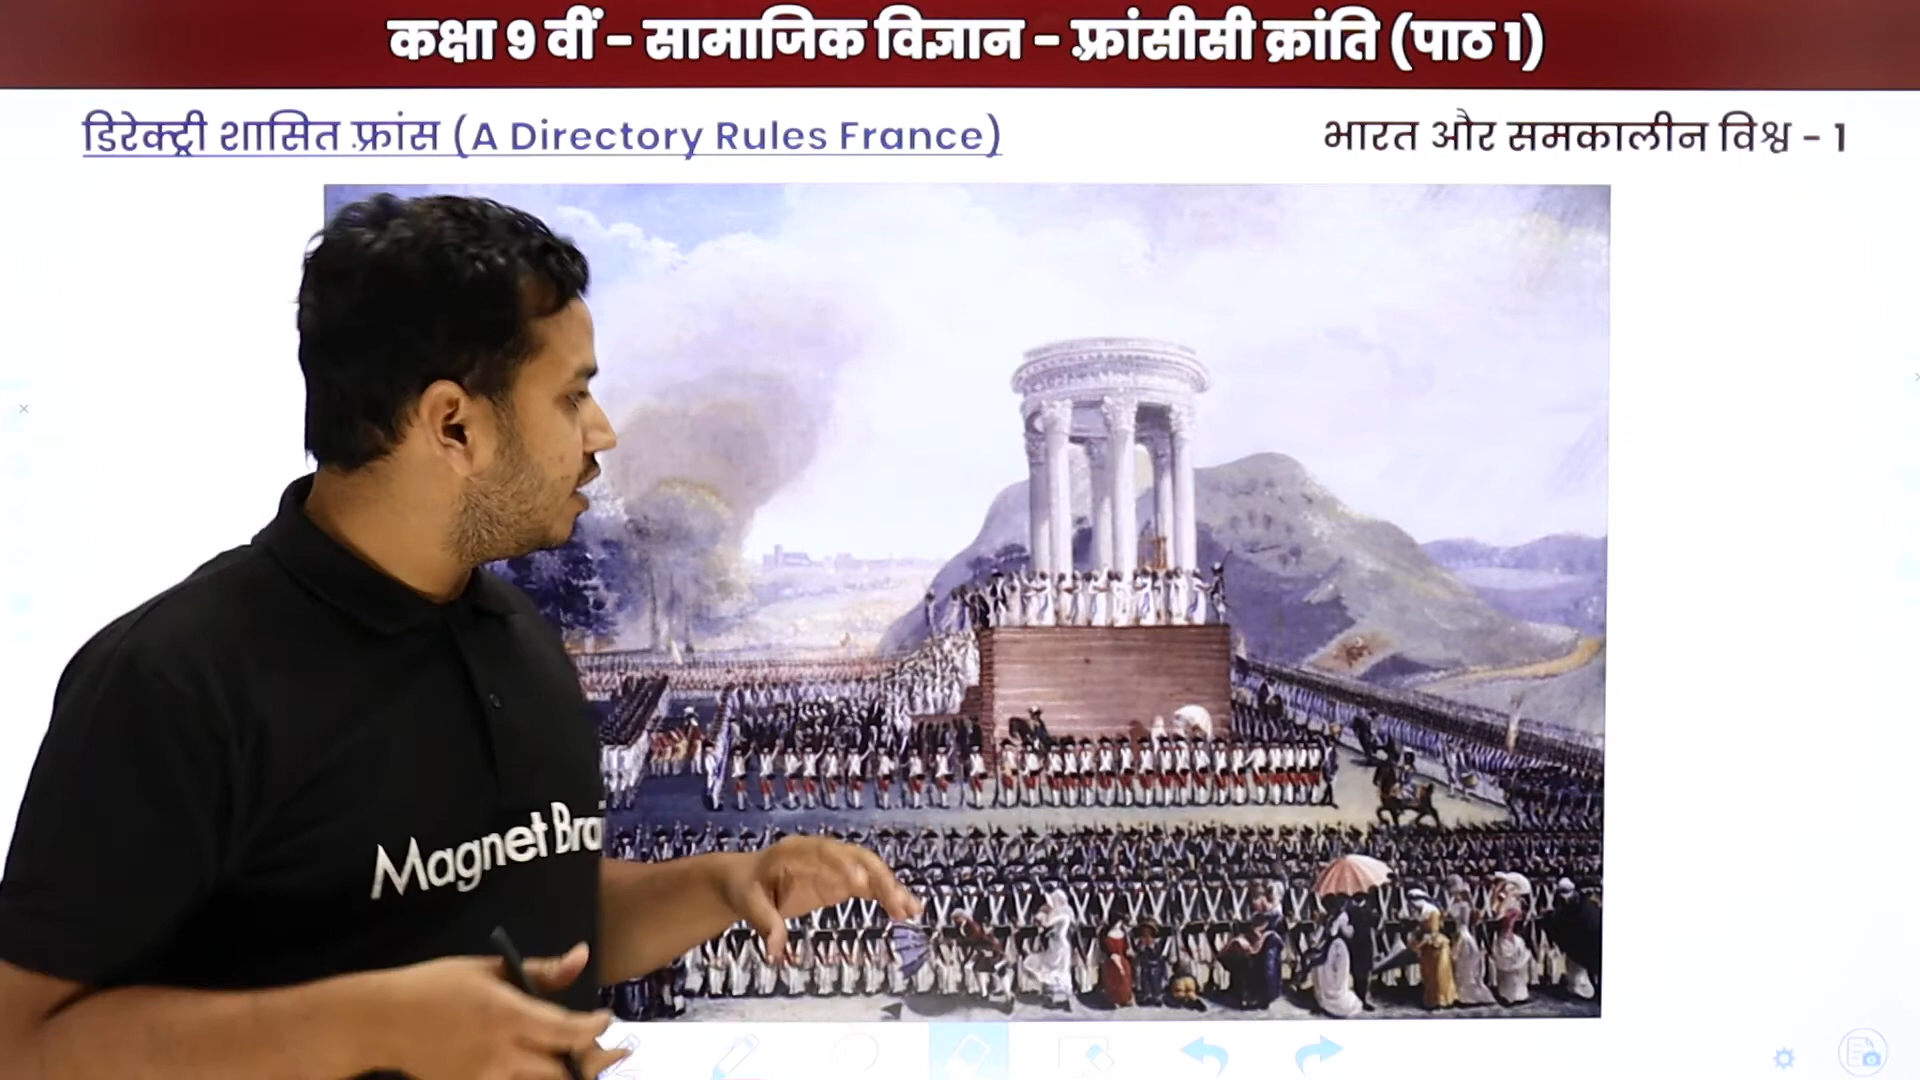 कक्षा 9 वीं - सामाजिक विज्ञान - फ़्रांसीसी क्रांति (पाठ 1)
डिरेक्ट्री शासित फ़्रांस (A Directory Rules France)
भारत और समकालीन विश्व - 1
Magnet Bra